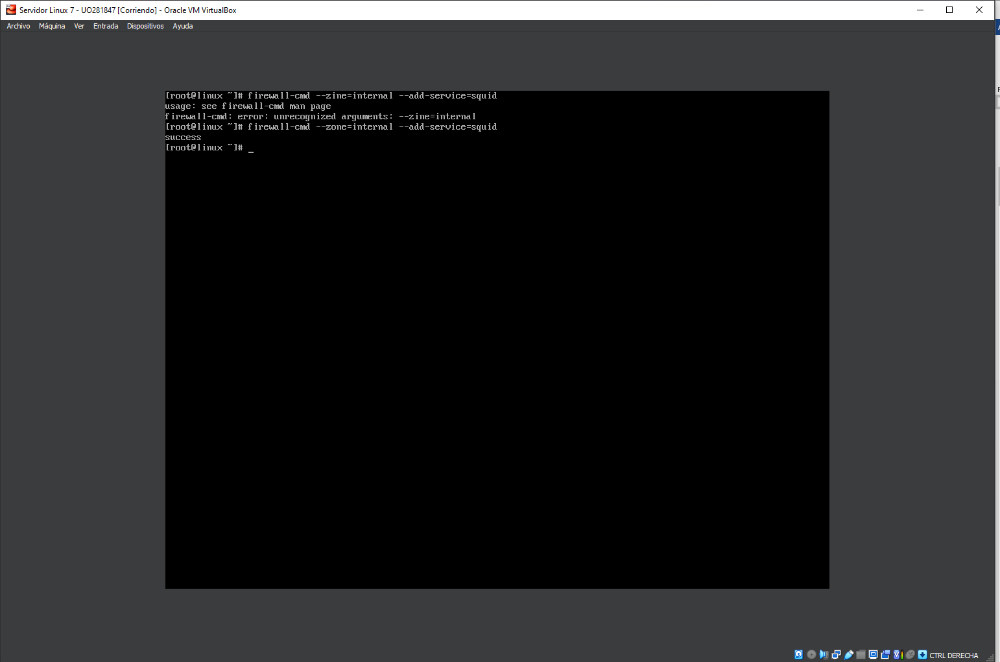 Servidor Linux 7 - UO281847 [Corriendo] - Oracle VM VirtualBox
Archivo Máquina Ver Entrada Dispositivos Ayuda
[root@linux ~]# firewall-cmd --zine=internal --add-service=squid
usage: see firewall-cmd man page
firewall-cmd: error: unrecognized arguments: --zine=internal
[root@linux ~]# firewall-cmd --zone=internal --add-service=squid
success
[root@linux ~]# _
CTRL DERECHA